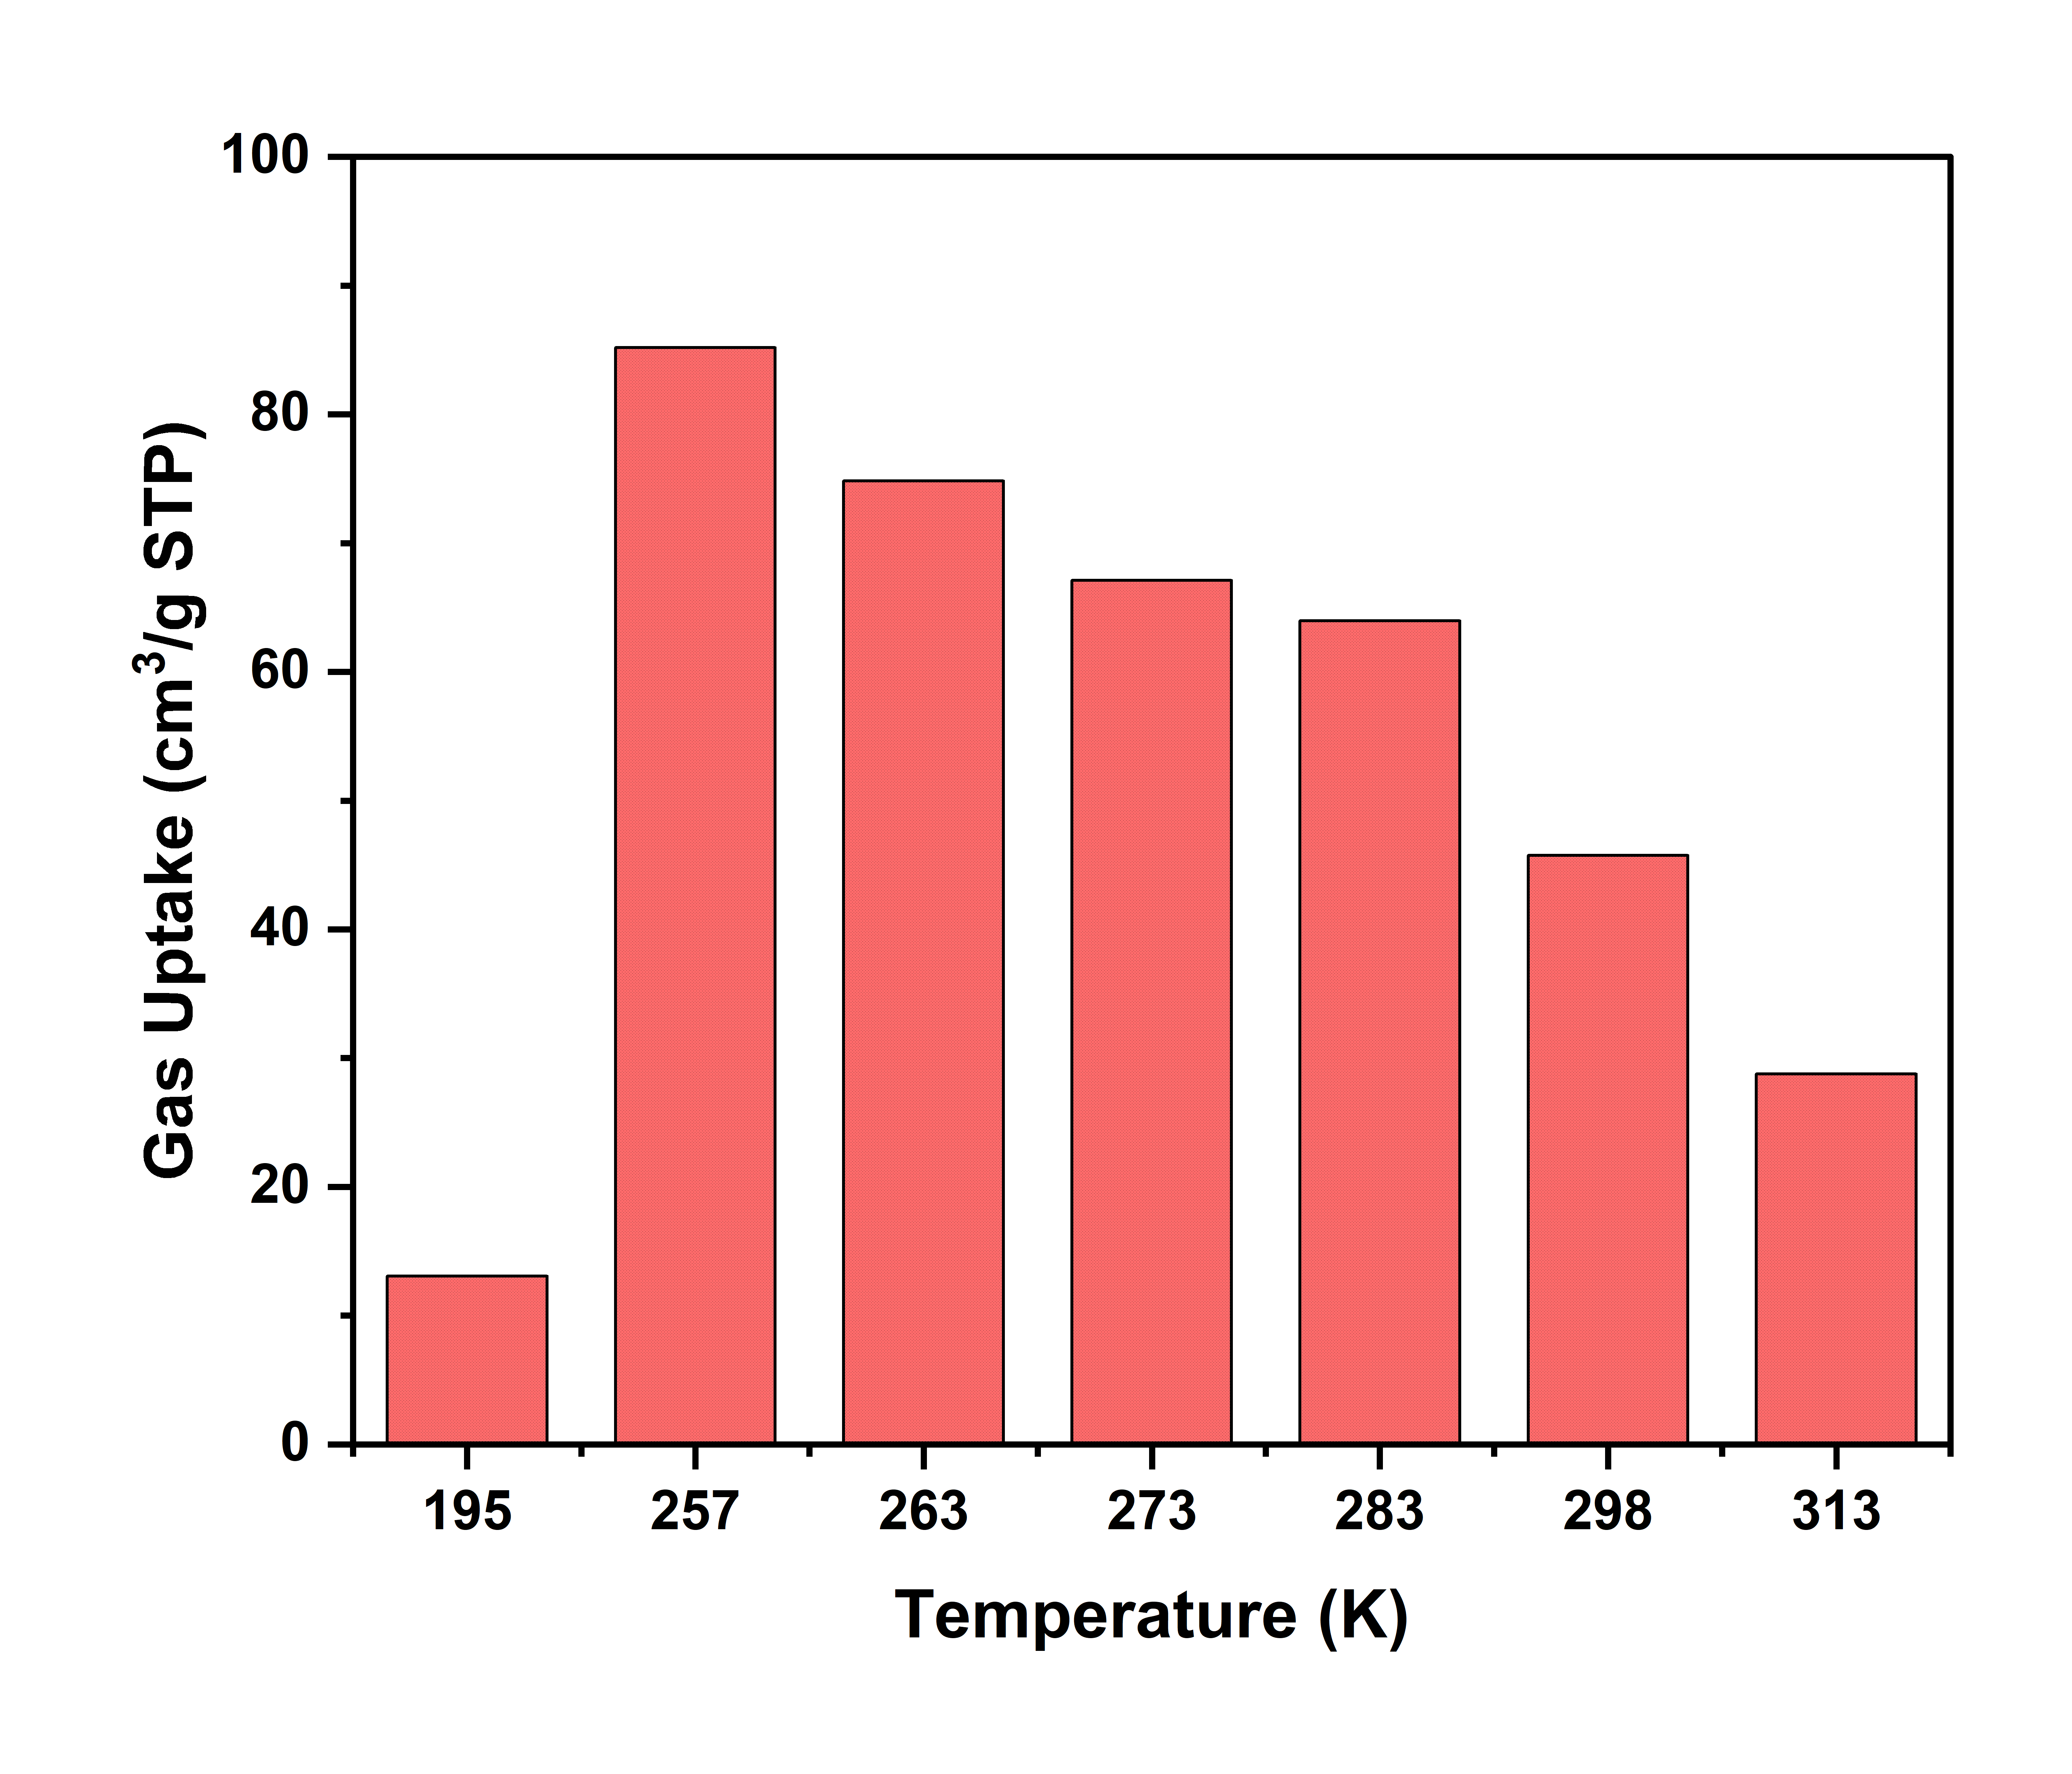 100
80
60
40
20
0
Gas Uptake (cm³/g STP)
195 257 263 273 283 298 313
Temperature (K)